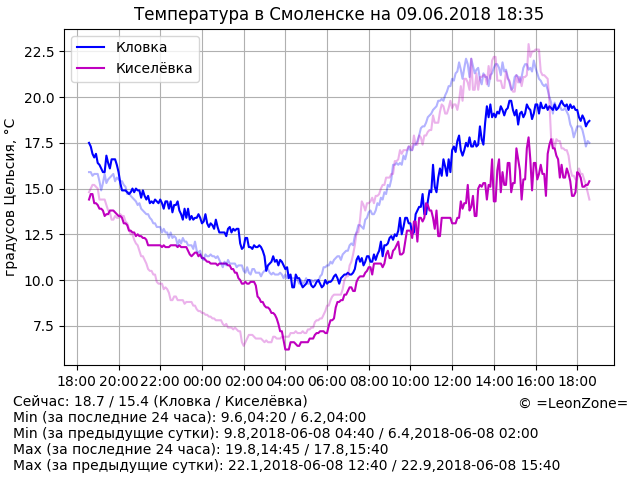 Температура в Смоленске на 09.06.2018 18:35
Кловка
Киселёвка
градусов Цельсия, °C
22.5
20.0
17.5
15.0
12.5
10.0
7.5
18:00 20:00 22:00 00:00 02:00 04:00 06:00 08:00 10:00 12:00 14:00 16:00 18:00
Сейчас: 18.7 / 15.4 (Кловка / Киселёвка)
© =LeonZone=
Min (за последние 24 часа): 9.6,04:20 / 6.2,04:00
Min (за предыдущие сутки): 9.8,2018-06-08 04:40 / 6.4,2018-06-08 02:00
Max (за последние 24 часа): 19.8,14:45 / 17.8,15:40
Max (за предыдущие сутки): 22.1,2018-06-08 12:40 / 22.9,2018-06-08 15:40